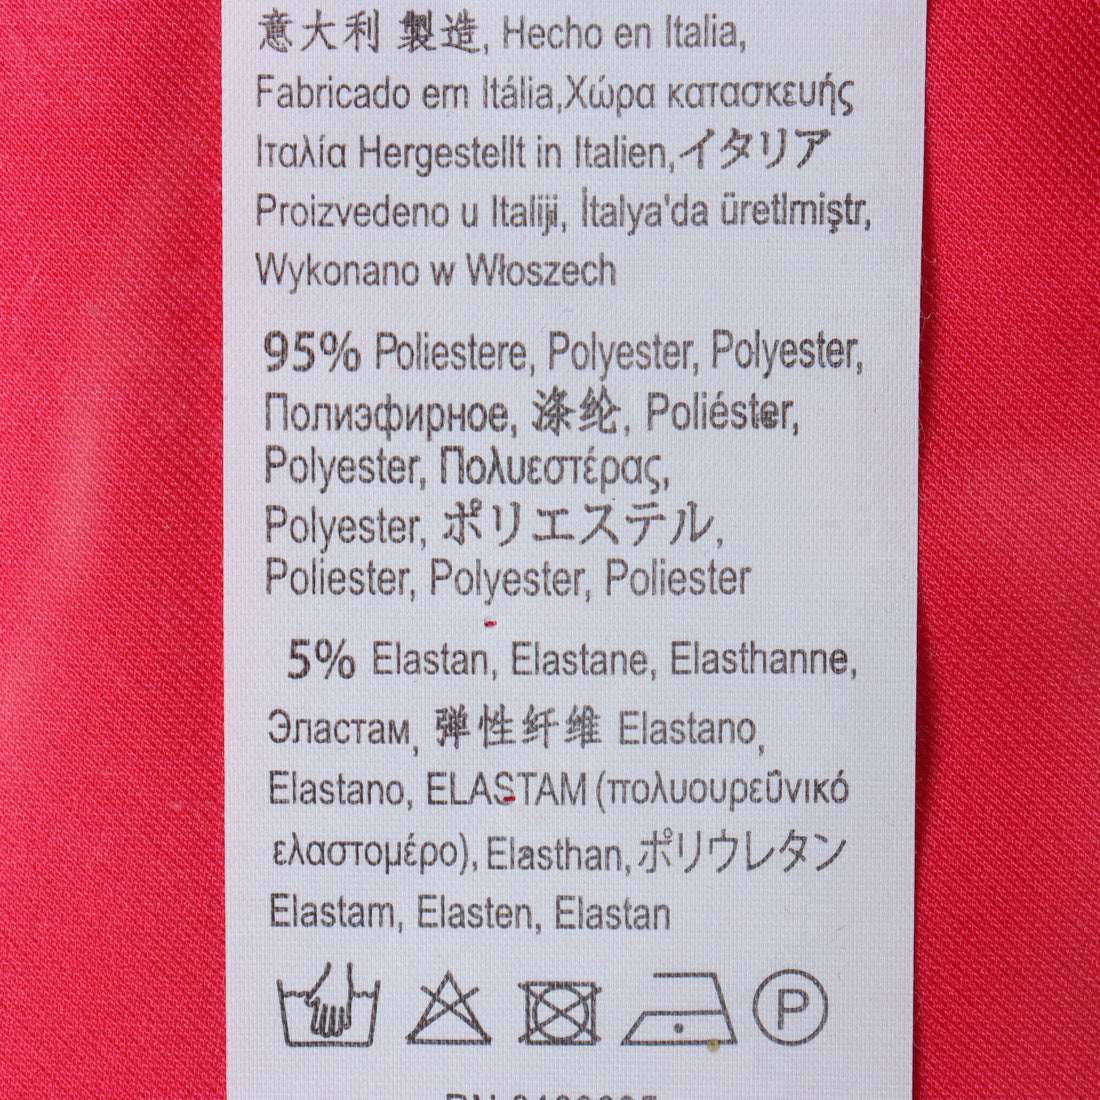 意大利 製造, Hecho en Italia,
Fabricado em Itália,Χώρα κατασκευής
Ιταλία Hergestellt in Italien,イタリア
Proizvedeno u Italiji, İtalya'da üretlmiştr,
Wykonano w Włoszech
95% Poliestere, Polyester, Polyester,
Полиэфирное, 涤纶, Poliéster,
Polyester, Πολυεστέρας,
Polyester, ポリエステル,
Poliester, Polyester, Poliester
5% Elastan, Elastane, Elasthanne,
Эластам, 弹性纤维 Elastano,
Elastano, ELASTAM (πολυουρεΰνικό
ελαστομέρο), Elasthan,ポリウレタン
Elastam, Elasten, Elastan
P